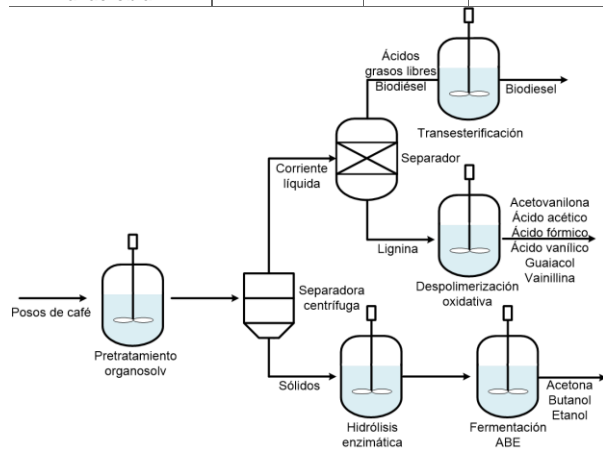 Ácidos
grasos libres
Biodiésel
Biodiesel
Transesterificación
Corriente
líquida
Separador
Lignina
Acetovanilona
Ácido acético
Ácido fórmico
Ácido vanílico
Guaiacol
Vainillina
Despolimerización
oxidativa
Posos de café
Pretratamiento
organosolv
Separadora
centrífuga
Sólidos
Hidrólisis
enzimática
Fermentación
ABE
Acetona
Butanol
Etanol